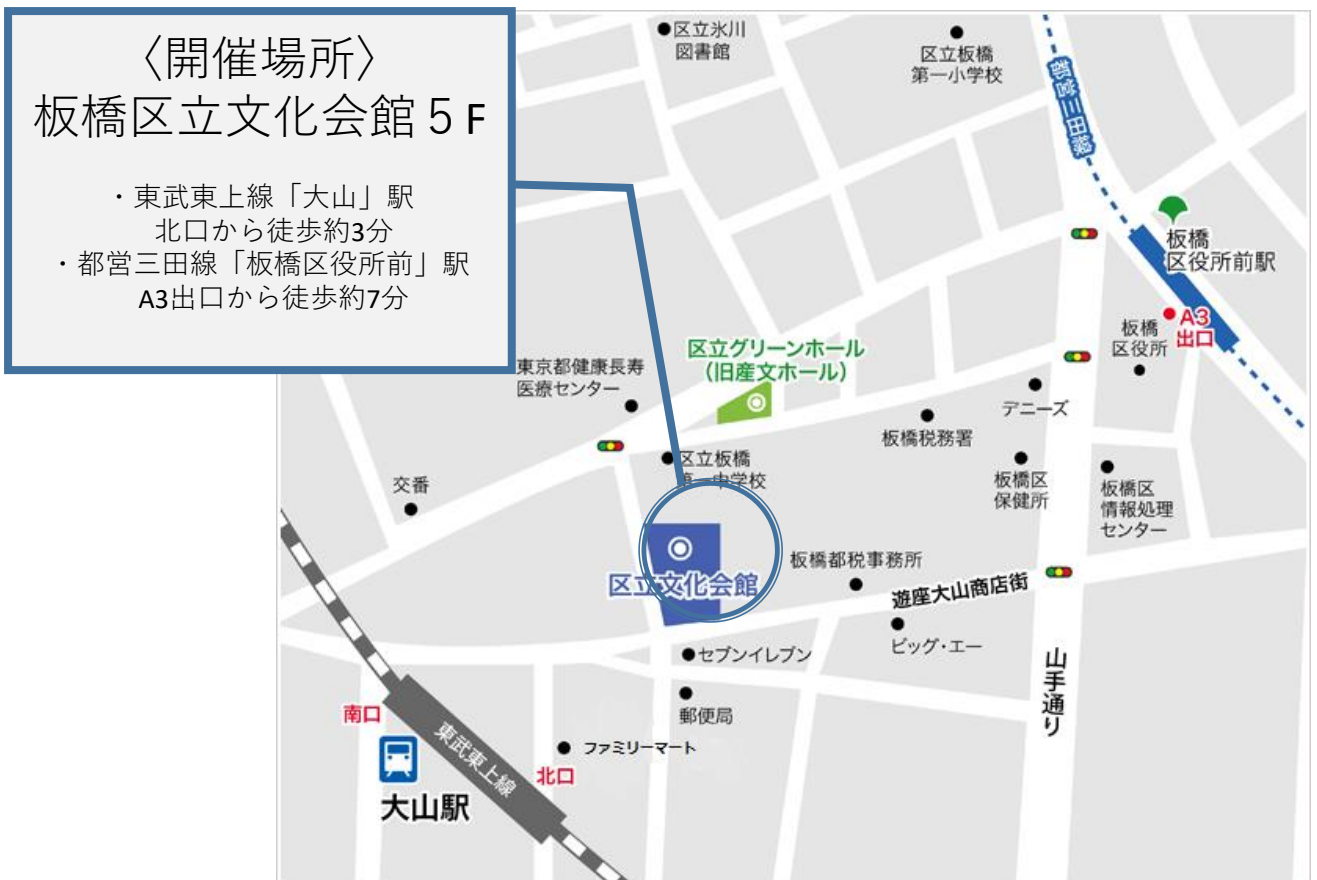 〈開催場所〉
板橋区立文化会館５F
・東武東上線「大山」駅
北口から徒歩約3分
・都営三田線「板橋区役所前」駅
A3出口から徒歩約7分
区立氷川
図書館
区立板橋
第一小学校
都営三田線
板橋
区役所前駅
A3
出口
板橋
区役所
区立グリーンホール
（旧産文ホール）
東京都健康長寿
医療センター
デニーズ
板橋税務署
区立板橋
第一中学校
交番
板橋区
保健所
板橋区
情報処理
センター
区立文化会館
板橋都税事務所
遊座大山商店街
ビッグ・エー
セブンイレブン
山手通り
郵便局
南口
東武東上線
ファミリーマート
北口
大山駅